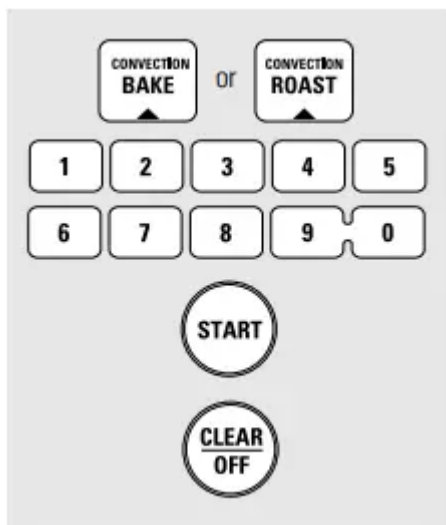 CONVECTION CONVECTION
BAKE or ROAST
1 2 3 4 5
6 7 8 9 0
START
CLEAR
OFF